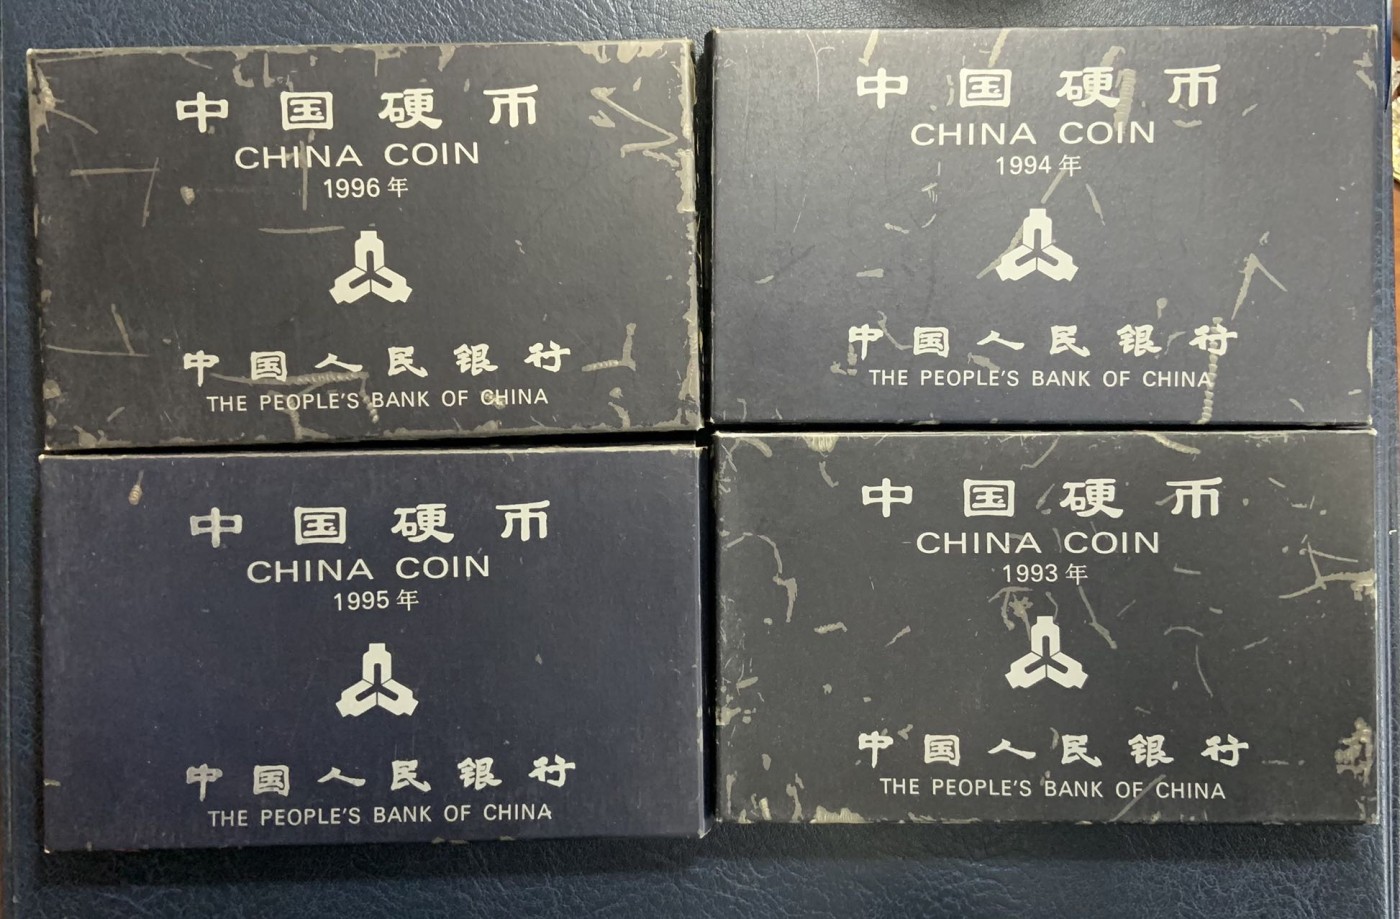 中国硬币
CHINA COIN
1996年
中国人民银行
THE PEOPLE'S BANK OF CHINA
中国硬币
CHINA COIN
1994年
中国人民银行
THE PEOPLE'S BANK OF CHINA
中国硬币
CHINA COIN
1995年
中国人民银行
THE PEOPLE'S BANK OF CHINA
中国硬币
CHINA COIN
1993年
中国人民银行
THE PEOPLE'S BANK OF CHINA